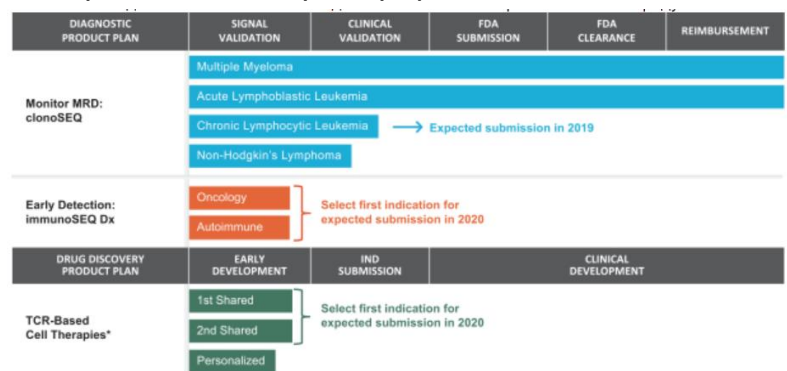 DIAGNOSTIC PRODUCT PLAN
SIGNAL VALIDATION
CLINICAL VALIDATION
FDA SUBMISSION
FDA CLEARANCE
REIMBURSEMENT
Monitor MRD:
clonoSEQ
Multiple Myeloma
Acute Lymphoblastic Leukemia
Chronic Lymphocytic Leukemia
Expected submission in 2019
Non-Hodgkin's Lymphoma
Early Detection:
immunoSEQ Dx
Oncology
Autoimmune
Select first indication for
expected submission in 2020
DRUG DISCOVERY PRODUCT PLAN
EARLY DEVELOPMENT
IND SUBMISSION
CLINICAL DEVELOPMENT
TCR-Based
Cell Therapies*
1st Shared
2nd Shared
Select first indication for
expected submission in 2020
Personalized